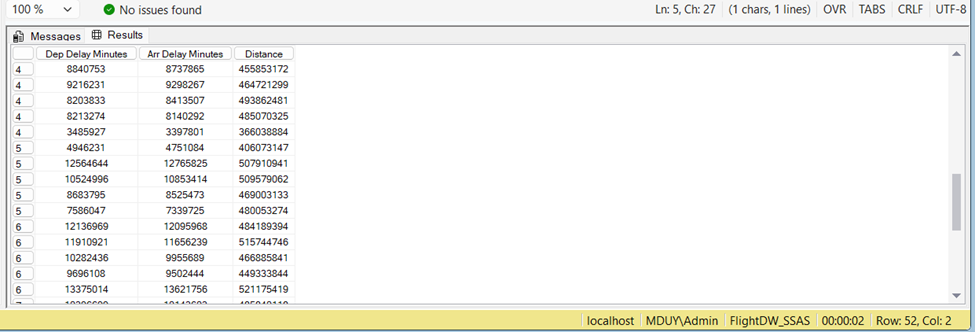 100 % No issues found Ln: 5, Ch: 27 (1 chars, 1 lines) OVR TABS CRLF UTF-8
Messages Results
Dep Delay Minutes Arr Delay Minutes Distance
4 8840753 8737865 455853172
4 9216231 9298267 464721299
4 8203833 8413507 493862481
4 8213274 8140292 485070325
4 3485927 3397801 366038884
5 4946231 4751084 406073147
5 12564644 12765825 507910941
5 10524996 10853414 509579062
5 8683795 8525473 469003133
5 7586047 7339725 480053274
6 12136969 12095968 484189394
6 11910921 11656239 515744746
6 10282436 9955689 466885841
6 9696108 9502444 449333844
6 13375014 13621756 521175419
localhost MDUY\Admin FlightDW_SSAS 00:00:02 Row: 52, Col: 2